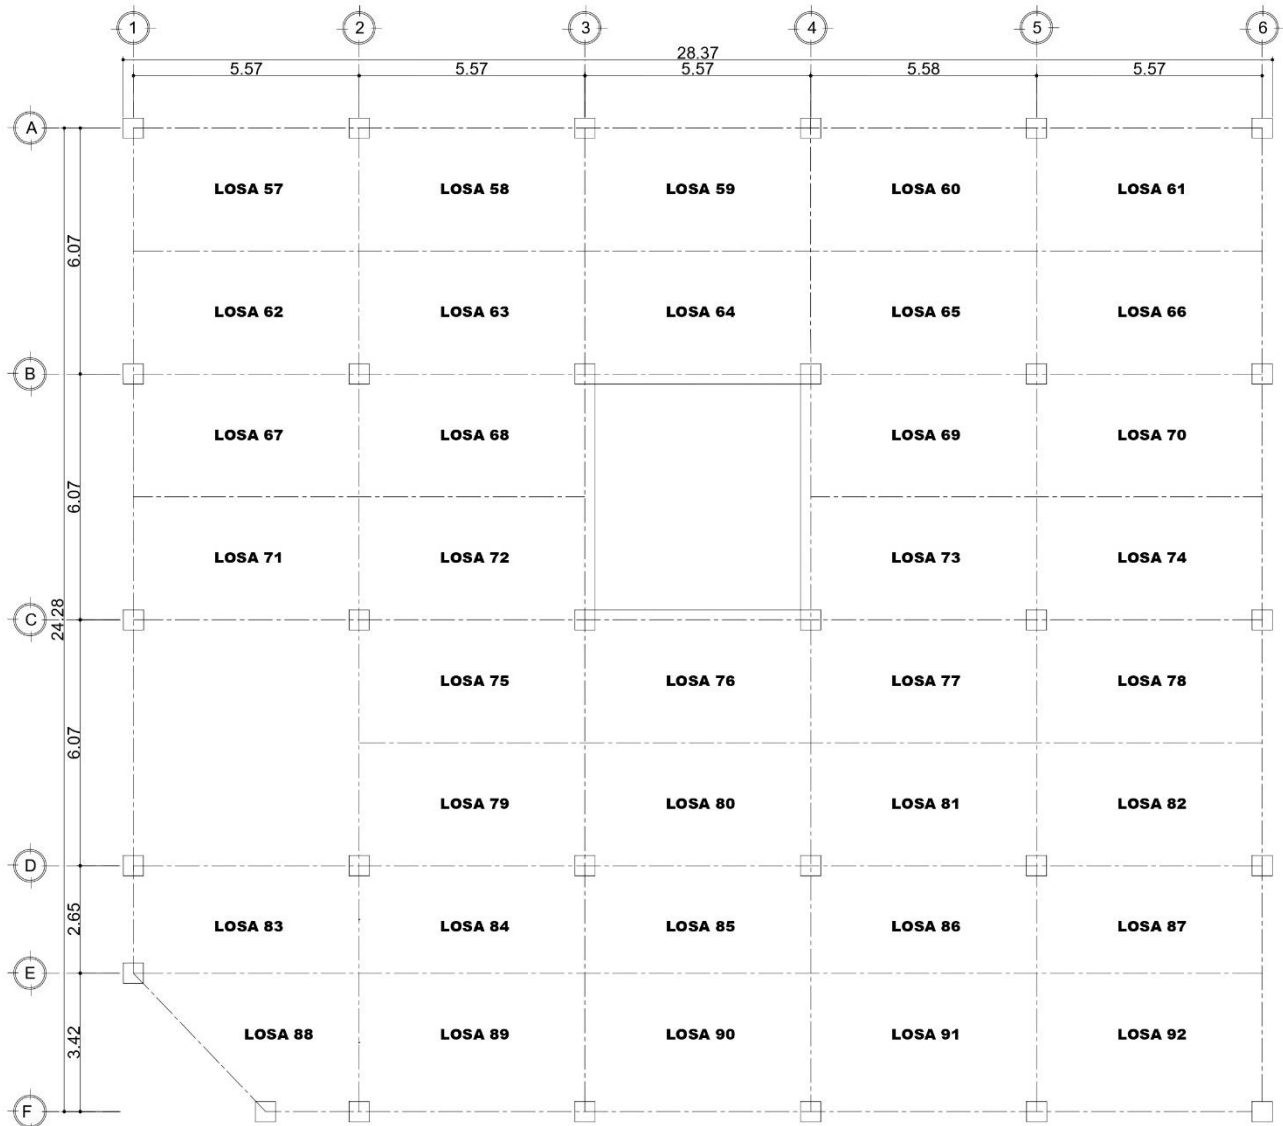 1 2 3 4 5 6
28.37
5.57 5.57 5.57 5.58 5.57
A
LOSA 57 LOSA 58 LOSA 59 LOSA 60 LOSA 61
6.07
LOSA 62 LOSA 63 LOSA 64 LOSA 65 LOSA 66
B
LOSA 67 LOSA 68 LOSA 69 LOSA 70
6.07
LOSA 71 LOSA 72 LOSA 73 LOSA 74
C
24.28
LOSA 75 LOSA 76 LOSA 77 LOSA 78
6.07
LOSA 79 LOSA 80 LOSA 81 LOSA 82
D
2.65
LOSA 83 LOSA 84 LOSA 85 LOSA 86 LOSA 87
E
3.42
LOSA 88 LOSA 89 LOSA 90 LOSA 91 LOSA 92
F